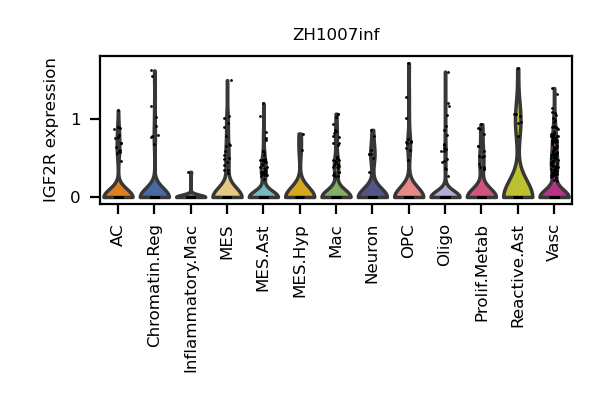 ZH1007inf
IGF2R expression
1
0
AC
Chromatin.Reg
Inflammatory.Mac
MES
MES.Ast
MES.Hyp
Mac
Neuron
OPC
Oligo
Prolif.Metab
Reactive.Ast
Vasc